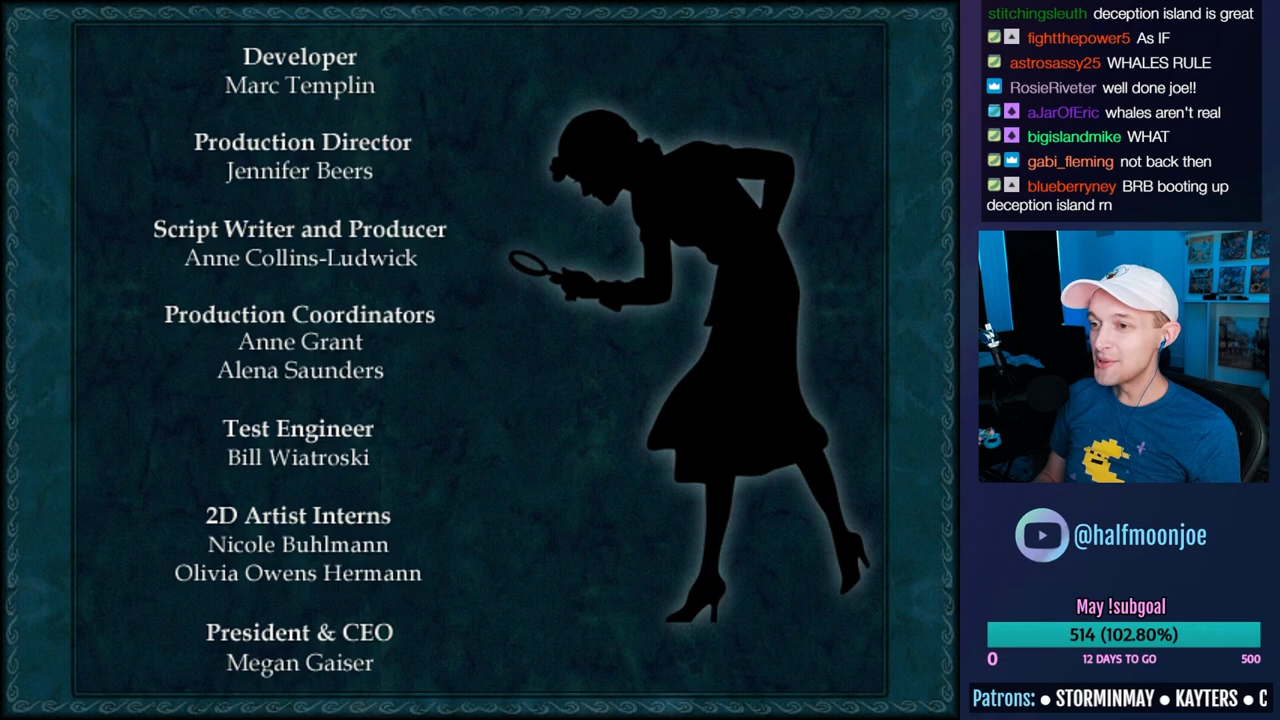 Developer
Marc Templin
Production Director
Jennifer Beers
Script Writer and Producer
Anne Collins-Ludwick
Production Coordinators
Anne Grant
Alena Saunders
Test Engineer
Bill Wiatroski
2D Artist Interns
Nicole Buhlmann
Olivia Owens Hermann
President & CEO
Megan Gaiser
stitchingsleuth deception island is great
fightthepower5 As IF
astrosassy25 WHALES RULE
RosieRiveter well done joe!!
aJarOfEric whales aren't real
bigislandmike WHAT
gabi_fleming not back then
blueberryney BRB booting up
deception island rn
@halfmoonjoe
May !subgoal
514 (102.80%)
0 12 DAYS TO GO 500
Patrons: ● STORMINMAY ● KAYTERS ● C